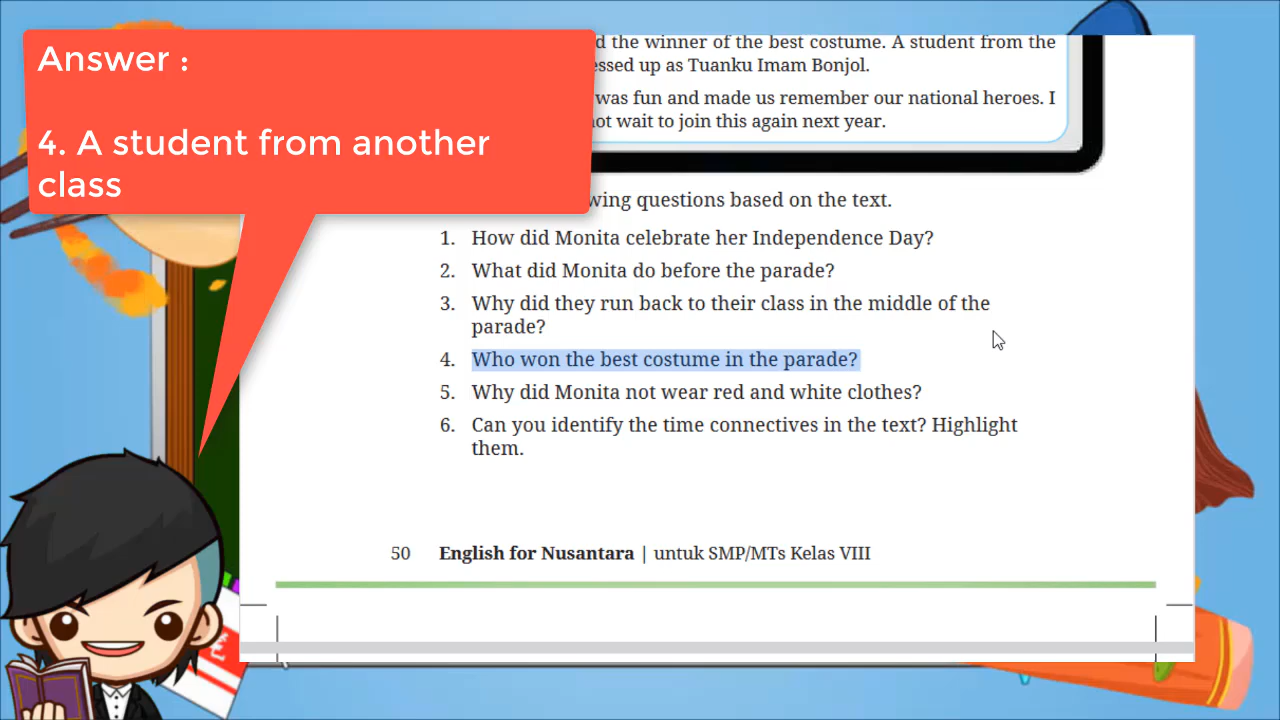 Answer :
4. A student from another
class
d the winner of the best costume. A student from the
essed up as Tuanku Imam Bonjol.
was fun and made us remember our national heroes. I
not wait to join this again next year.
wing questions based on the text.
1. How did Monita celebrate her Independence Day?
2. What did Monita do before the parade?
3. Why did they run back to their class in the middle of the
parade?
4. Who won the best costume in the parade?
5. Why did Monita not wear red and white clothes?
6. Can you identify the time connectives in the text? Highlight
them.
50 English for Nusantara | untuk SMP/MTs Kelas VIII